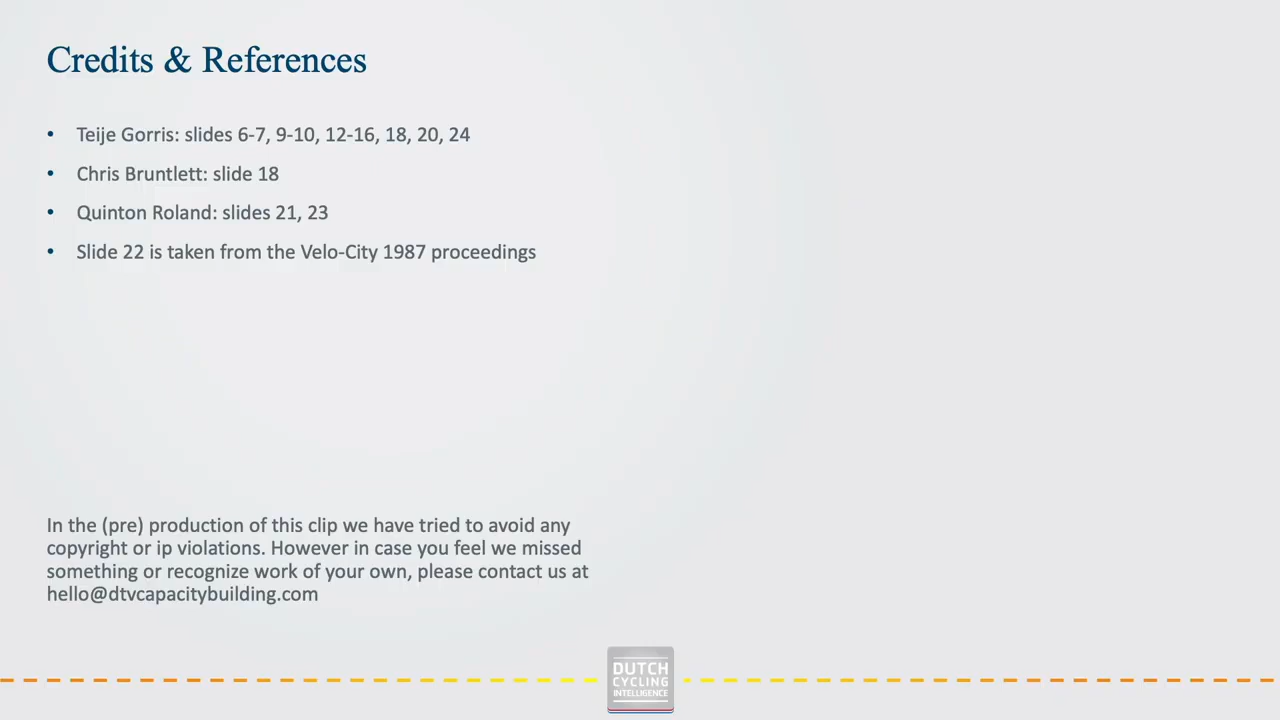 Credits & References
• Teije Gorris: slides 6-7, 9-10, 12-16, 18, 20, 24
• Chris Bruntlett: slide 18
• Quinton Roland: slides 21, 23
• Slide 22 is taken from the Velo-City 1987 proceedings
In the (pre) production of this clip we have tried to avoid any
copyright or ip violations. However in case you feel we missed
something or recognize work of your own, please contact us at
hello@dtvcapacitybuilding.com
DUTCH
CYCLING
INTELLIGENCE